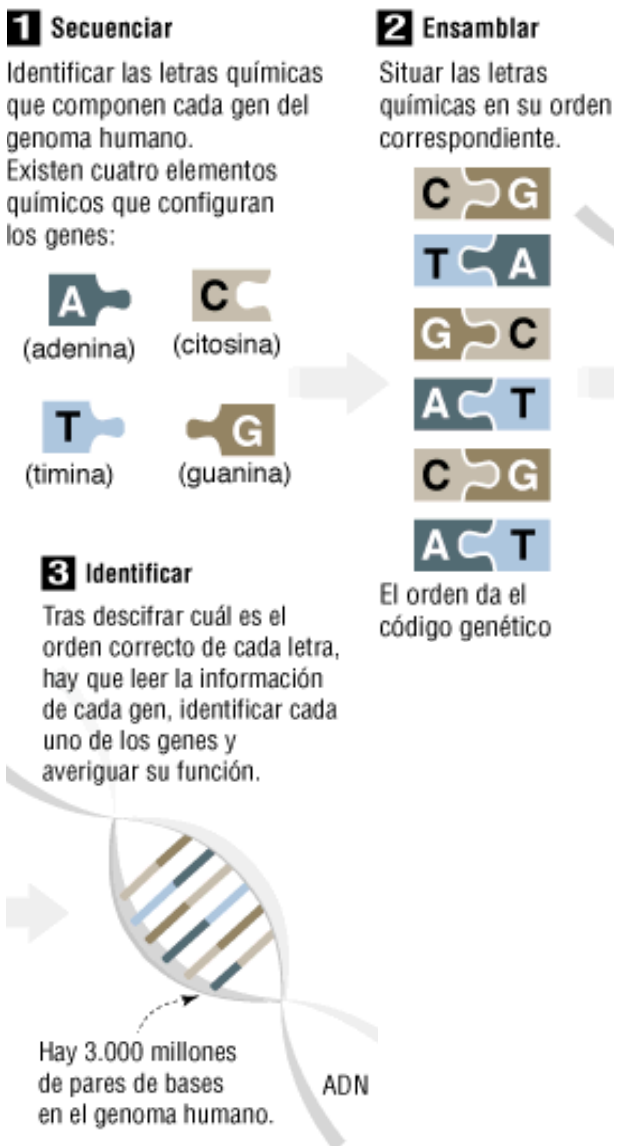 1 Secuenciar
Identificar las letras químicas
que componen cada gen del
genoma humano.
Existen cuatro elementos
químicos que configuran
los genes:
A
C
(adenina)
(citosina)
T
G
(timina)
(guanina)
2 Ensamblar
Situar las letras
químicas en su orden
correspondiente.
C G
T A
G C
A T
C G
A T
El orden da el
código genético
3 Identificar
Tras descifrar cuál es el
orden correcto de cada letra,
hay que leer la información
de cada gen, identificar cada
uno de los genes y
averiguar su función.
Hay 3.000 millones
de pares de bases
en el genoma humano.
ADN